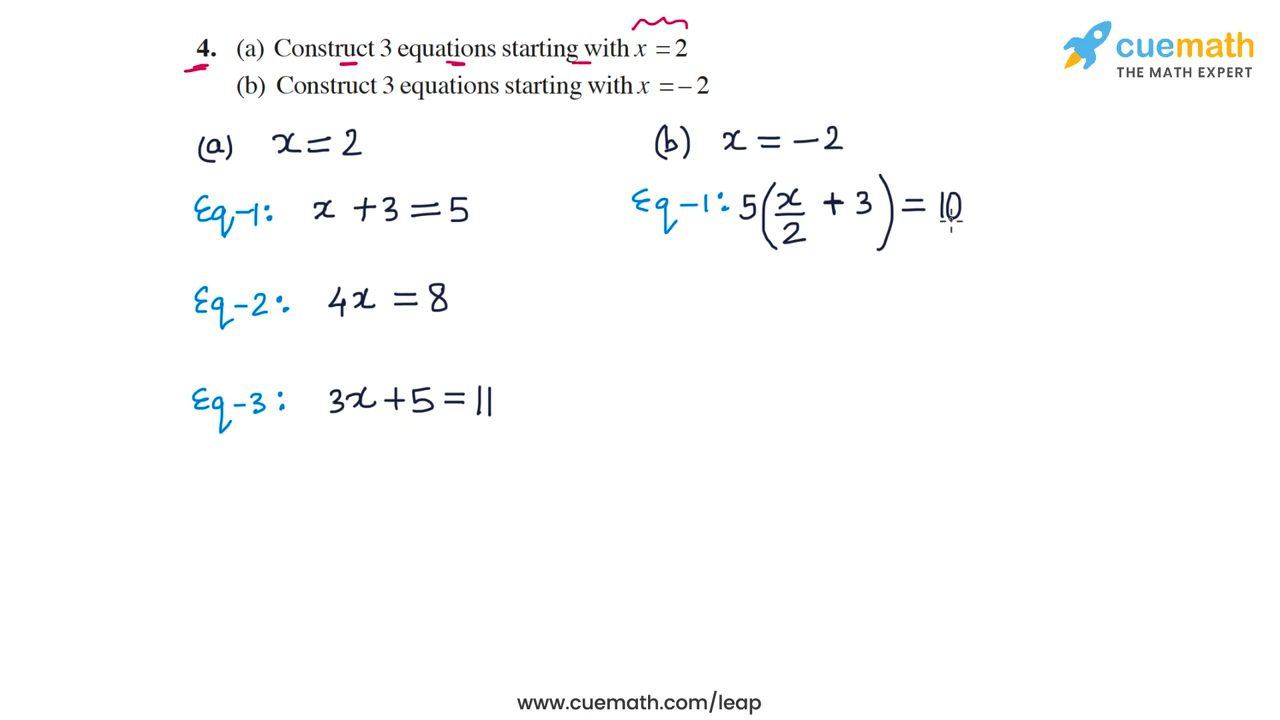 4. (a) Construct 3 equations starting with x = 2
(b) Construct 3 equations starting with x = − 2
cuemath
THE MATH EXPERT
(a) x = 2
Eq-1: x + 3 = 5
Eq-2: 4x = 8
Eq-3: 3x + 5 = 11
(b) x = −2
Eq-1: 5(x/2 + 3) = 10
www.cuemath.com/leap